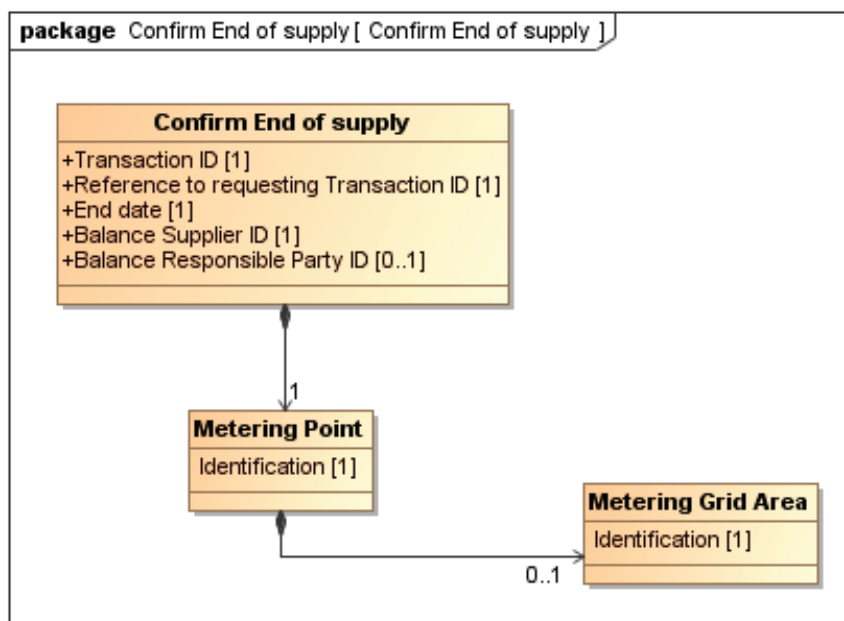 package Confirm End of supply [ Confirm End of supply ]
Confirm End of supply
+Transaction ID [1]
+Reference to requesting Transaction ID [1]
+End date [1]
+Balance Supplier ID [1]
+Balance Responsible Party ID [0..1]
1
Metering Point
Identification [1]
Metering Grid Area
Identification [1]
0..1